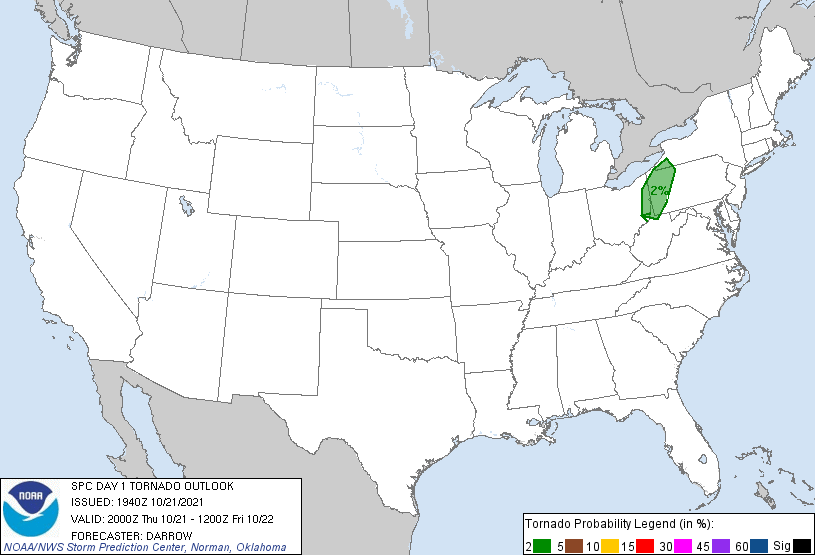 2%
NOAA
SPC DAY 1 TORNADO OUTLOOK
ISSUED: 1940Z 10/21/2021
VALID: 2000Z Thu 10/21 - 1200Z Fri 10/22
FORECASTER: DARROW
NOAA/NWS Storm Prediction Center, Norman, Oklahoma
Tornado Probability Legend (in %):
2 5 10 15 30 45 60 Sig